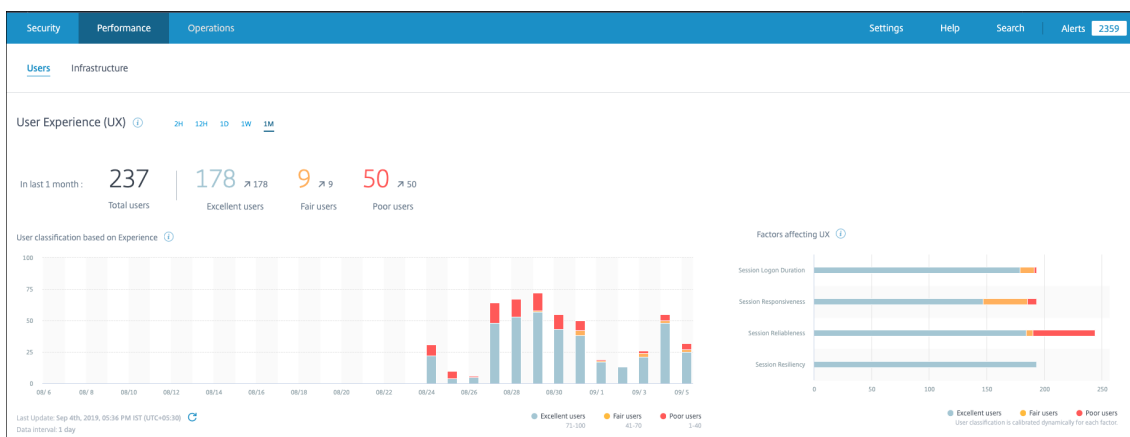 Security Performance Operations Settings Help Search Alerts 2359
Users Infrastructure
User Experience (UX) i 2H 12H 1D 1W 1M
In last 1 month : 237 178 ↗ 178 9 ↗ 9 50 ↗ 50
Total users Excellent users Fair users Poor users
User classification based on Experience i
100
75
50
25
0
08/ 6 08/ 8 08/10 08/12 08/14 08/16 08/18 08/20 08/22 08/24 08/26 08/28 08/30 09/ 1 09/ 3 09/ 5
Last Update: Sep 04th, 2019, 05:36 PM IST (UTC+05:30)
Data interval: 1 day
Excellent users Fair users Poor users
71-100 41-70 1-40
Factors affecting UX i
Session Logon Duration
Session Responsiveness
Session Reliableness
Session Resiliency
0 50 100 150 200 250
Excellent users Fair users Poor users
User classification is calibrated dynamically for each factor.